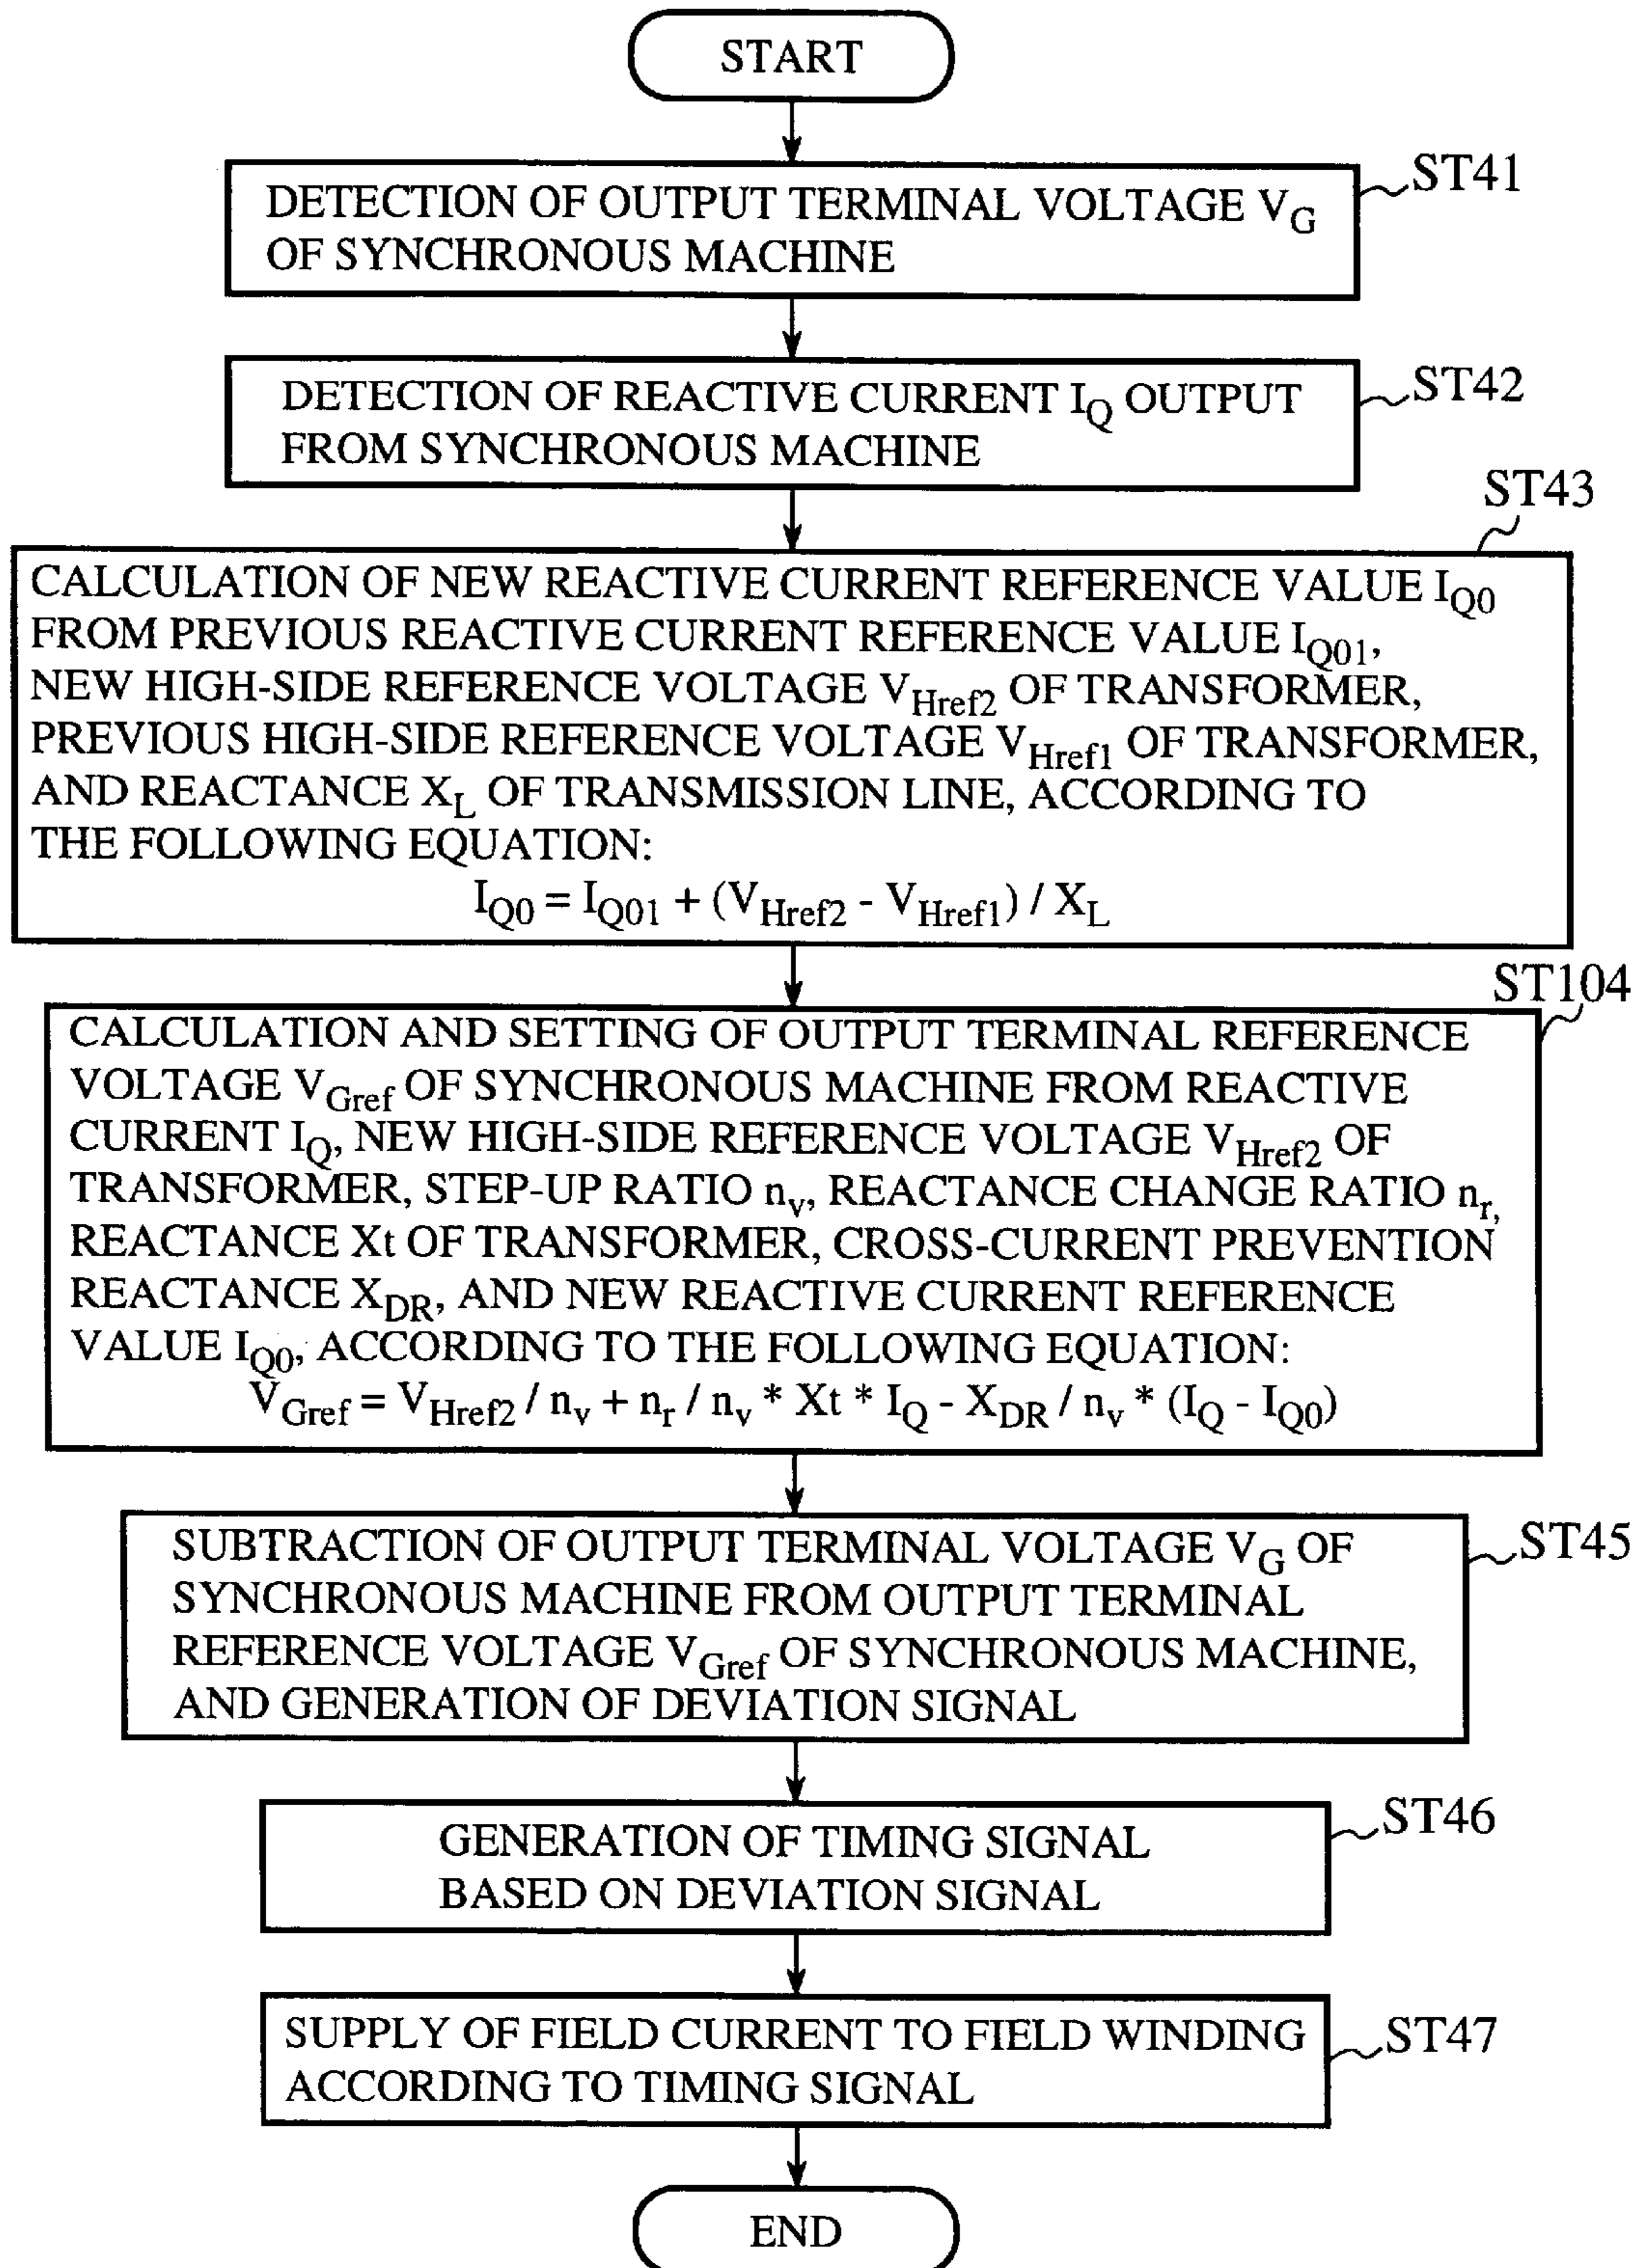 START
DETECTION OF OUTPUT TERMINAL VOLTAGE V_G
OF SYNCHRONOUS MACHINE
ST41
DETECTION OF REACTIVE CURRENT I_Q OUTPUT
FROM SYNCHRONOUS MACHINE
ST42
ST43
CALCULATION OF NEW REACTIVE CURRENT REFERENCE VALUE I_Q0
FROM PREVIOUS REACTIVE CURRENT REFERENCE VALUE I_Q01,
NEW HIGH-SIDE REFERENCE VOLTAGE V_Href2 OF TRANSFORMER,
PREVIOUS HIGH-SIDE REFERENCE VOLTAGE V_Href1 OF TRANSFORMER,
AND REACTANCE X_L OF TRANSMISSION LINE, ACCORDING TO
THE FOLLOWING EQUATION:
I_Q0 = I_Q01 + (V_Href2 - V_Href1) / X_L
ST104
CALCULATION AND SETTING OF OUTPUT TERMINAL REFERENCE
VOLTAGE V_Gref OF SYNCHRONOUS MACHINE FROM REACTIVE
CURRENT I_Q, NEW HIGH-SIDE REFERENCE VOLTAGE V_Href2 OF
TRANSFORMER, STEP-UP RATIO n_v, REACTANCE CHANGE RATIO n_r,
REACTANCE Xt OF TRANSFORMER, CROSS-CURRENT PREVENTION
REACTANCE X_DR, AND NEW REACTIVE CURRENT REFERENCE
VALUE I_Q0, ACCORDING TO THE FOLLOWING EQUATION:
V_Gref = V_Href2 / n_v + n_r / n_v * Xt * I_Q - X_DR / n_v * (I_Q - I_Q0)
SUBTRACTION OF OUTPUT TERMINAL VOLTAGE V_G OF
SYNCHRONOUS MACHINE FROM OUTPUT TERMINAL
REFERENCE VOLTAGE V_Gref OF SYNCHRONOUS MACHINE,
AND GENERATION OF DEVIATION SIGNAL
ST45
GENERATION OF TIMING SIGNAL
BASED ON DEVIATION SIGNAL
ST46
SUPPLY OF FIELD CURRENT TO FIELD WINDING
ACCORDING TO TIMING SIGNAL
ST47
END